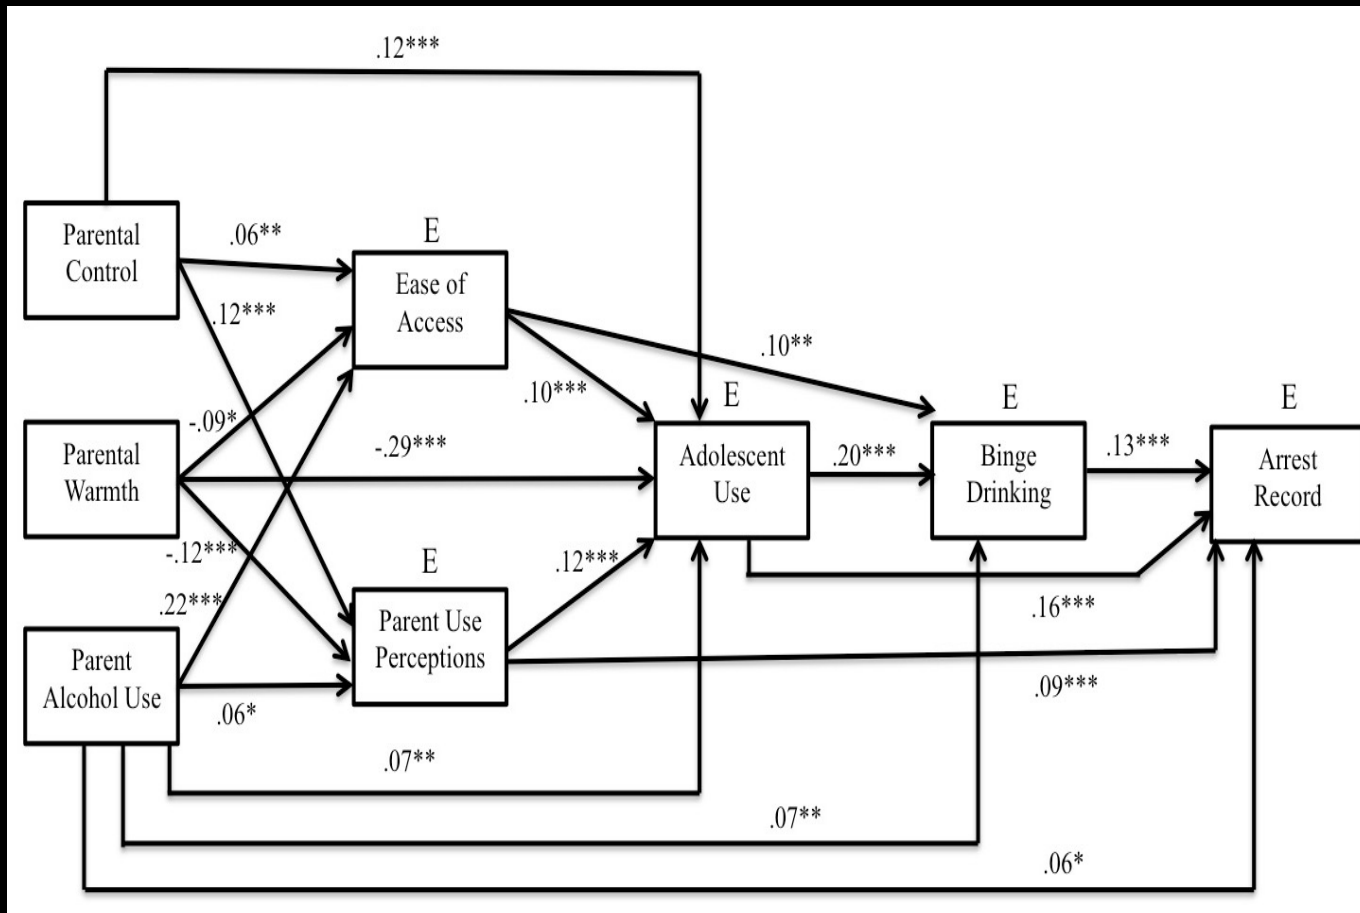 .12***
Parental
Control
.06**
.12***
E
Ease of
Access
.10**
.10***
Parental
Warmth
-.09*
-.29***
-.12***
E
Adolescent
Use
.20***
E
Binge
Drinking
.13***
E
Arrest
Record
E
Parent Use
Perceptions
.12***
.22***
.16***
Parent
Alcohol Use
.06*
.09***
.07**
.07**
.06*